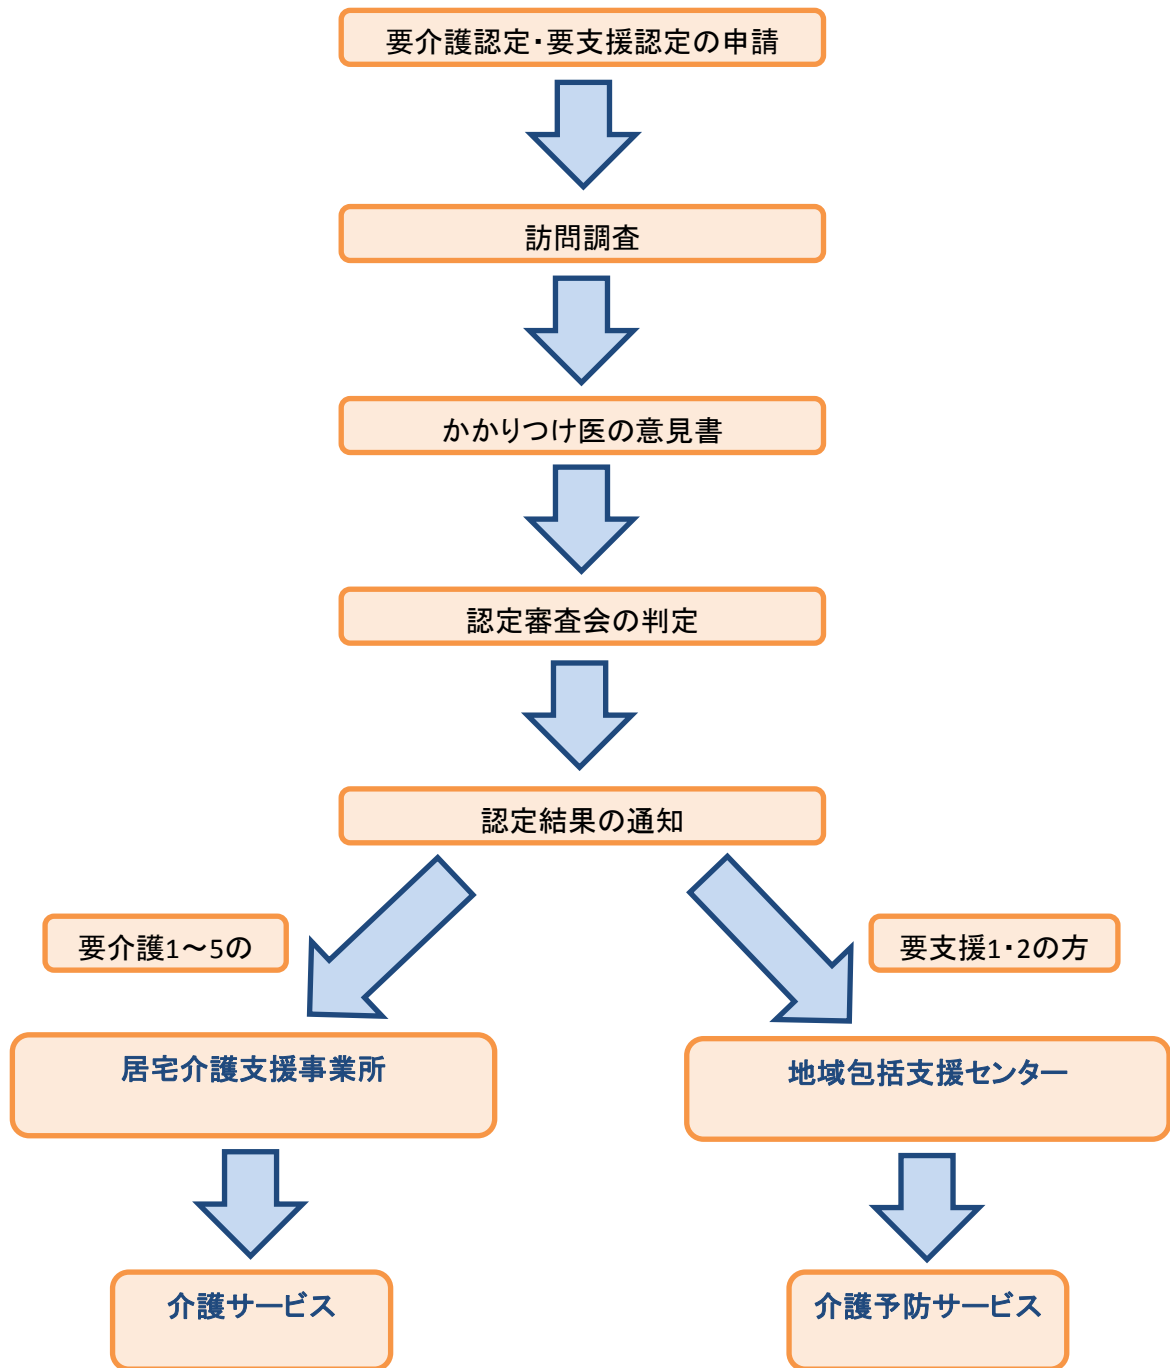 要介護認定・要支援認定の申請
訪問調査
かかりつけ医の意見書
認定審査会の判定
認定結果の通知
要介護1～5の
要支援1・2の方
居宅介護支援事業所
地域包括支援センター
介護サービス
介護予防サービス